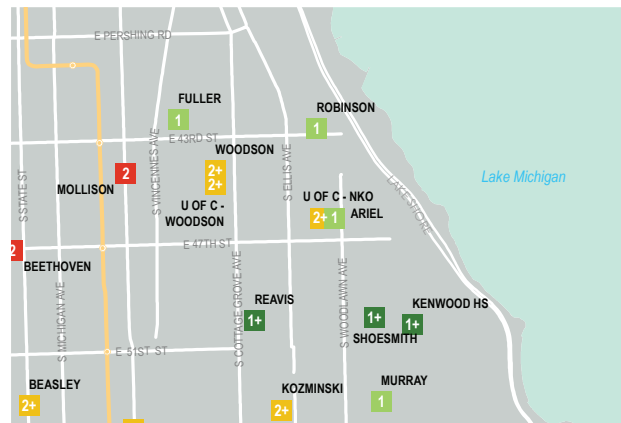 E PERSHING RD
FULLER
1
ROBINSON
1
E 43RD ST
WOODSON
2+
2+
2
MOLLISON
U OF C -
WOODSON
U OF C - NKO
2+ 1
ARIEL
Lake Michigan
LAKE SHORE
S STATE ST
S VINCENNES AVE
S ELLIS AVE
E 47TH ST
2
BEETHOVEN
S MICHIGAN AVE
S COTTAGE GROVE AVE
S WOODLAWN AVE
REAVIS
1+
1+
SHOESMITH
KENWOOD HS
1+
E 51ST ST
BEASLEY
2+
KOZMINSKI
2+
MURRAY
1